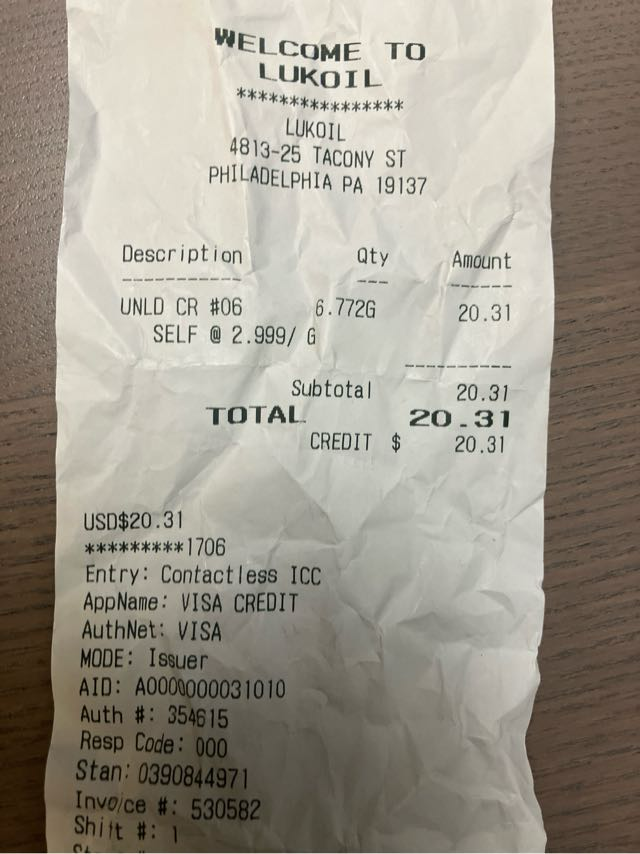 WELCOME TO
LUKOIL
****************
LUKOIL
4813-25 TACONY ST
PHILADELPHIA PA 19137
Description Qty Amount
------------ --- ------
UNLD CR #06 6.772G 20.31
SELF @ 2.999/ G
----------
Subtotal 20.31
TOTAL 20.31
CREDIT $ 20.31
USD$20.31
*********1706
Entry: Contactless ICC
AppName: VISA CREDIT
AuthNet: VISA
MODE: Issuer
AID: A0000000031010
Auth #: 354615
Resp Code: 000
Stan: 0390844971
Invoice #: 530582
Shift #: 1